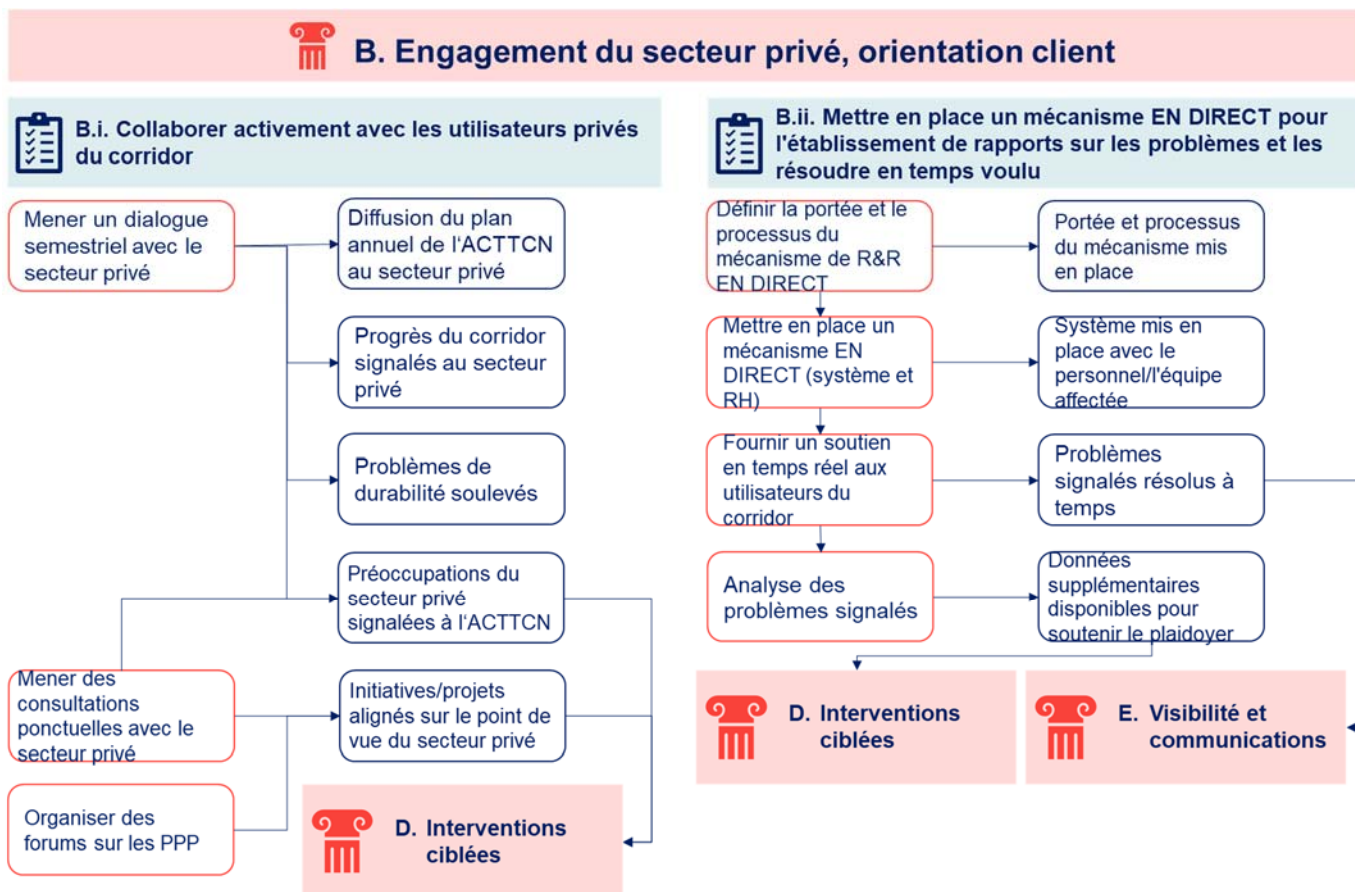 B. Engagement du secteur privé, orientation client
B.i. Collaborer activement avec les utilisateurs privés
du corridor
Mener un dialogue
semestriel avec le
secteur privé
Diffusion du plan
annuel de l'ACTTCN
au secteur privé
Progrès du corridor
signalés au secteur
privé
Problèmes de
durabilité soulevés
Préoccupations du
secteur privé
signalées à l'ACTTCN
Mener des
consultations
ponctuelles avec le
secteur privé
Initiatives/projets
alignés sur le point de
vue du secteur privé
Organiser des
forums sur les PPP
D. Interventions
ciblées
B.ii. Mettre en place un mécanisme EN DIRECT pour
l'établissement de rapports sur les problèmes et les
résoudre en temps voulu
Définir la portée et le
processus du
mécanisme de R&R
EN DIRECT
Portée et processus
du mécanisme mis
en place
Mettre en place un
mécanisme EN
DIRECT (système et
RH)
Système mis en
place avec le
personnel/l'équipe
affectée
Fournir un soutien
en temps réel aux
utilisateurs du
corridor
Problèmes
signalés résolus à
temps
Analyse des
problèmes signalés
Données
supplémentaires
disponibles pour
soutenir le plaidoyer
D. Interventions
ciblées
E. Visibilité et
communications